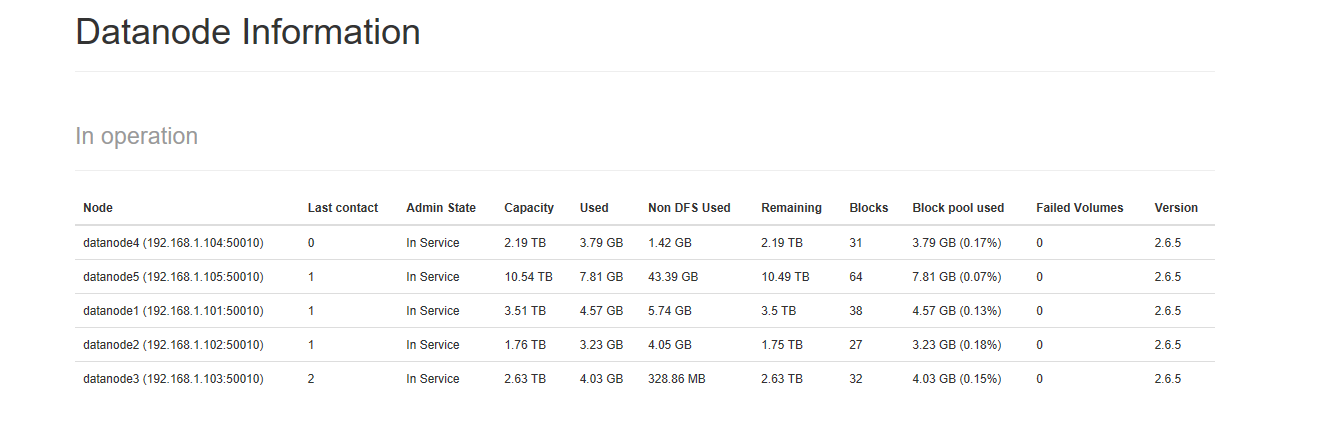 Datanode Information
In operation
Node Last contact Admin State Capacity Used Non DFS Used Remaining Blocks Block pool used Failed Volumes Version
datanode4 (192.168.1.104:50010) 0 In Service 2.19 TB 3.79 GB 1.42 GB 2.19 TB 31 3.79 GB (0.17%) 0 2.6.5
datanode5 (192.168.1.105:50010) 1 In Service 10.54 TB 7.81 GB 43.39 GB 10.49 TB 64 7.81 GB (0.07%) 0 2.6.5
datanode1 (192.168.1.101:50010) 1 In Service 3.51 TB 4.57 GB 5.74 GB 3.5 TB 38 4.57 GB (0.13%) 0 2.6.5
datanode2 (192.168.1.102:50010) 1 In Service 1.76 TB 3.23 GB 4.05 GB 1.75 TB 27 3.23 GB (0.18%) 0 2.6.5
datanode3 (192.168.1.103:50010) 2 In Service 2.63 TB 4.03 GB 328.86 MB 2.63 TB 32 4.03 GB (0.15%) 0 2.6.5